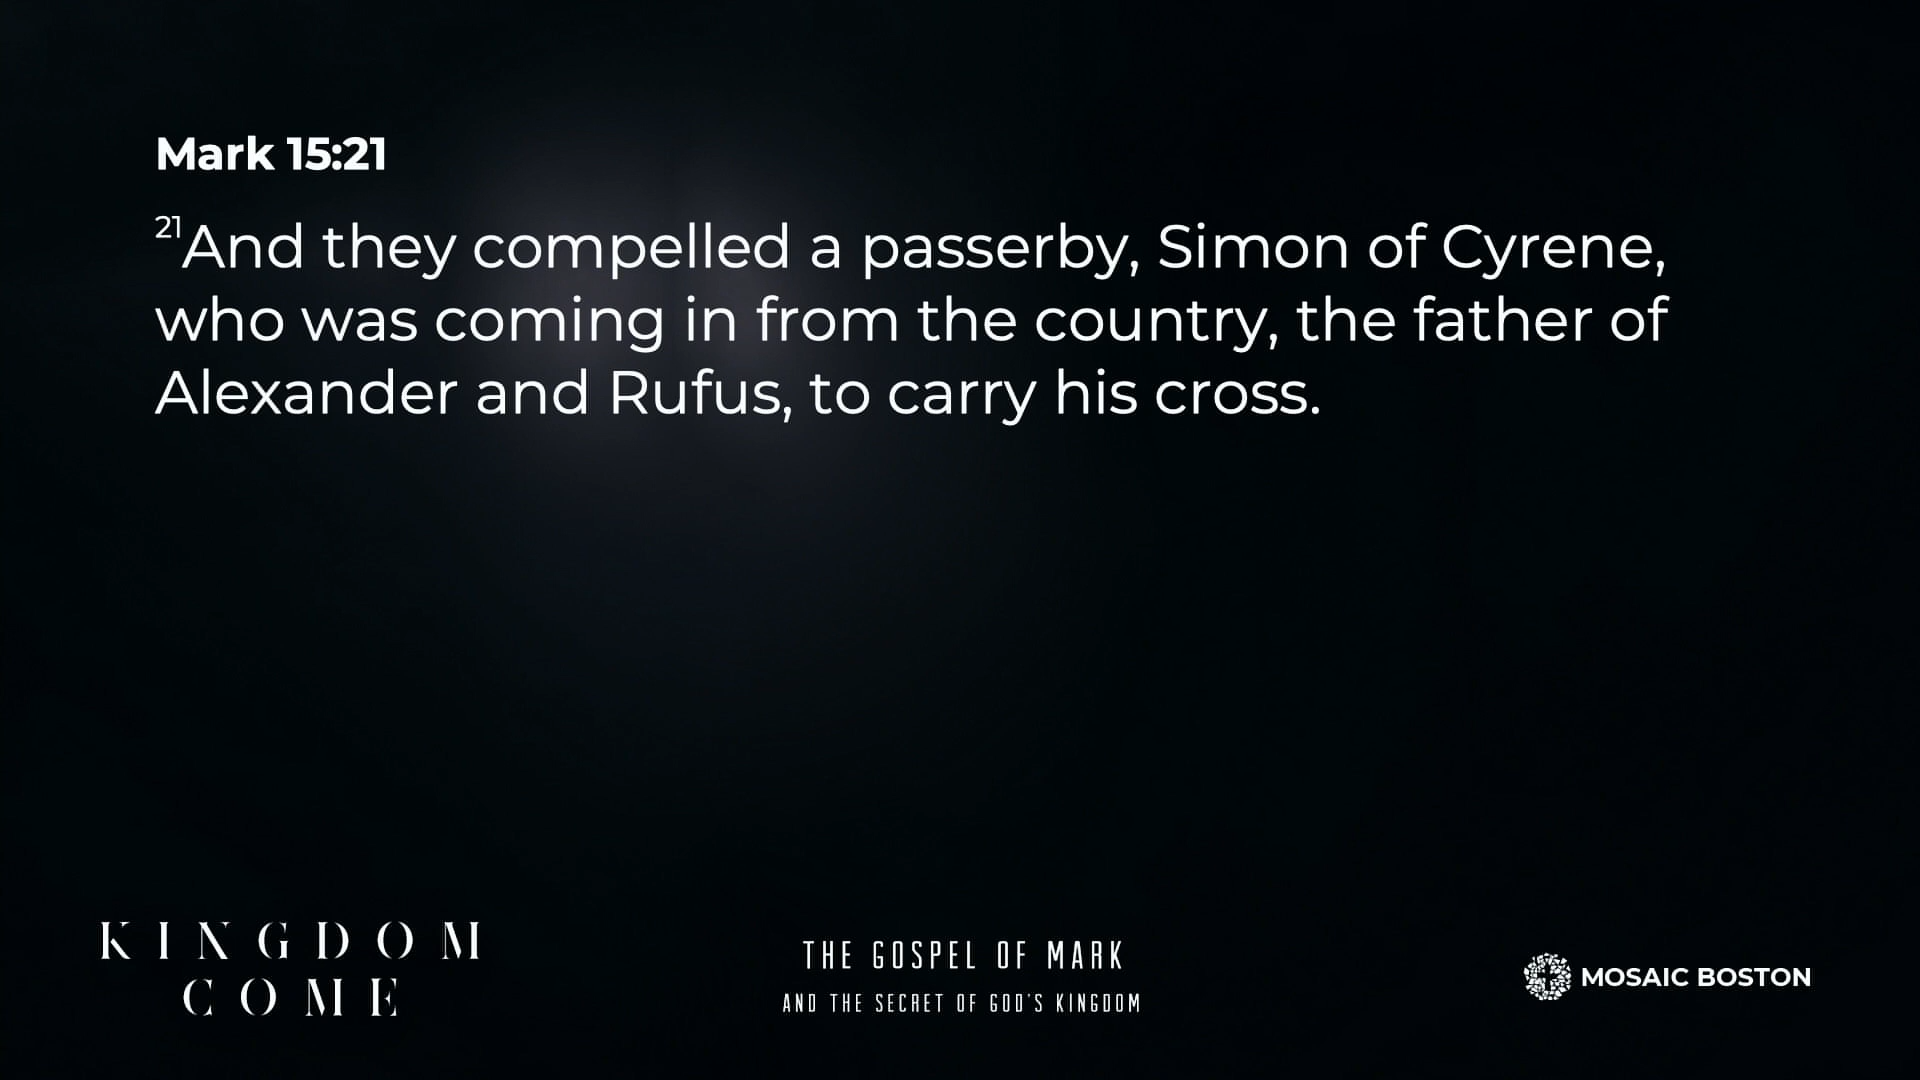 Mark 15:21
21And they compelled a passerby, Simon of Cyrene,
who was coming in from the country, the father of
Alexander and Rufus, to carry his cross.
KINGDOM
COME
THE GOSPEL OF MARK
AND THE SECRET OF GOD'S KINGDOM
MOSAIC BOSTON